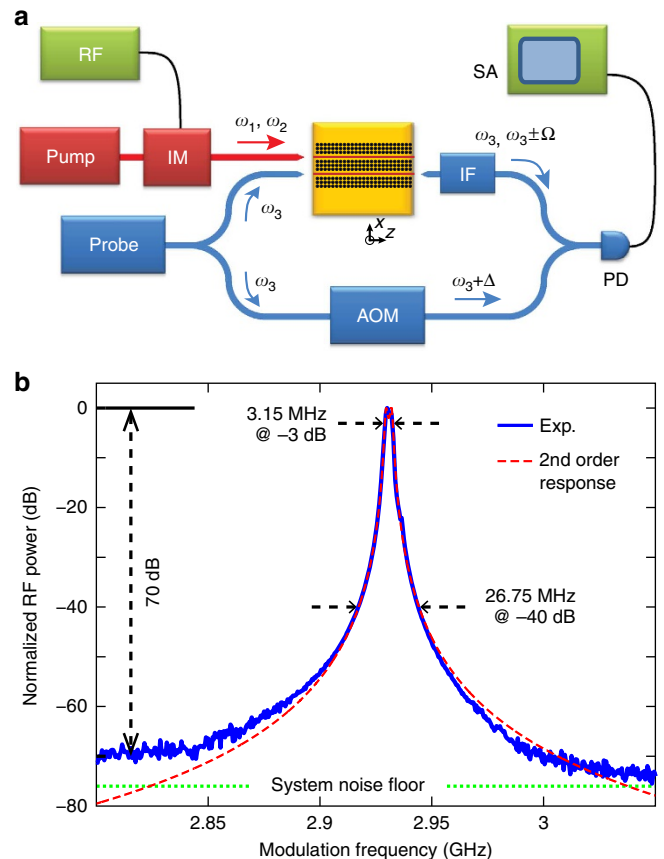 a
RF
SA
ω1, ω2
ω3, ω3±Ω
Pump
IM
IF
ω3
x
z
Probe
PD
ω3
ω3+Δ
AOM
b
0
3.15 MHz
@ −3 dB
Exp.
2nd order
response
−20
Normalized RF power (dB)
70 dB
−40
26.75 MHz
@ −40 dB
−60
System noise floor
−80
2.85
2.9
2.95
3
Modulation frequency (GHz)